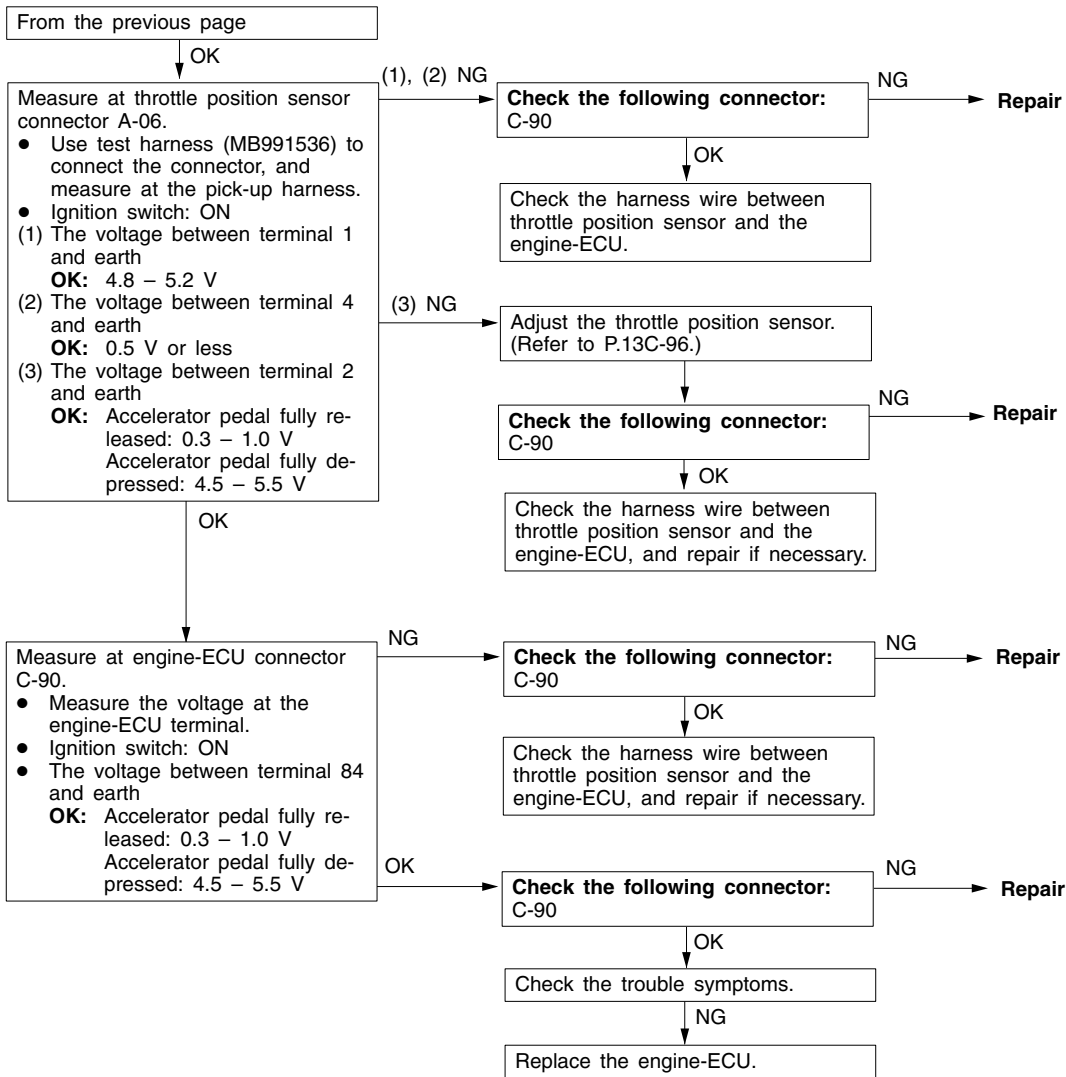 From the previous page
OK
Measure at throttle position sensor
connector A-06.
● Use test harness (MB991536) to
connect the connector, and
measure at the pick-up harness.
● Ignition switch: ON
(1) The voltage between terminal 1
and earth
OK: 4.8 – 5.2 V
(2) The voltage between terminal 4
and earth
OK: 0.5 V or less
(3) The voltage between terminal 2
and earth
OK: Accelerator pedal fully re-
leased: 0.3 – 1.0 V
Accelerator pedal fully de-
pressed: 4.5 – 5.5 V
(1), (2) NG
Check the following connector:
C-90
NG
Repair
OK
Check the harness wire between
throttle position sensor and the
engine-ECU.
(3) NG
Adjust the throttle position sensor.
(Refer to P.13C-96.)
Check the following connector:
C-90
NG
Repair
OK
Check the harness wire between
throttle position sensor and the
engine-ECU, and repair if necessary.
OK
Measure at engine-ECU connector
C-90.
● Measure the voltage at the
engine-ECU terminal.
● Ignition switch: ON
● The voltage between terminal 84
and earth
OK: Accelerator pedal fully re-
leased: 0.3 – 1.0 V
Accelerator pedal fully de-
pressed: 4.5 – 5.5 V
NG
Check the following connector:
C-90
NG
Repair
OK
Check the harness wire between
throttle position sensor and the
engine-ECU, and repair if necessary.
OK
Check the following connector:
C-90
NG
Repair
OK
Check the trouble symptoms.
NG
Replace the engine-ECU.